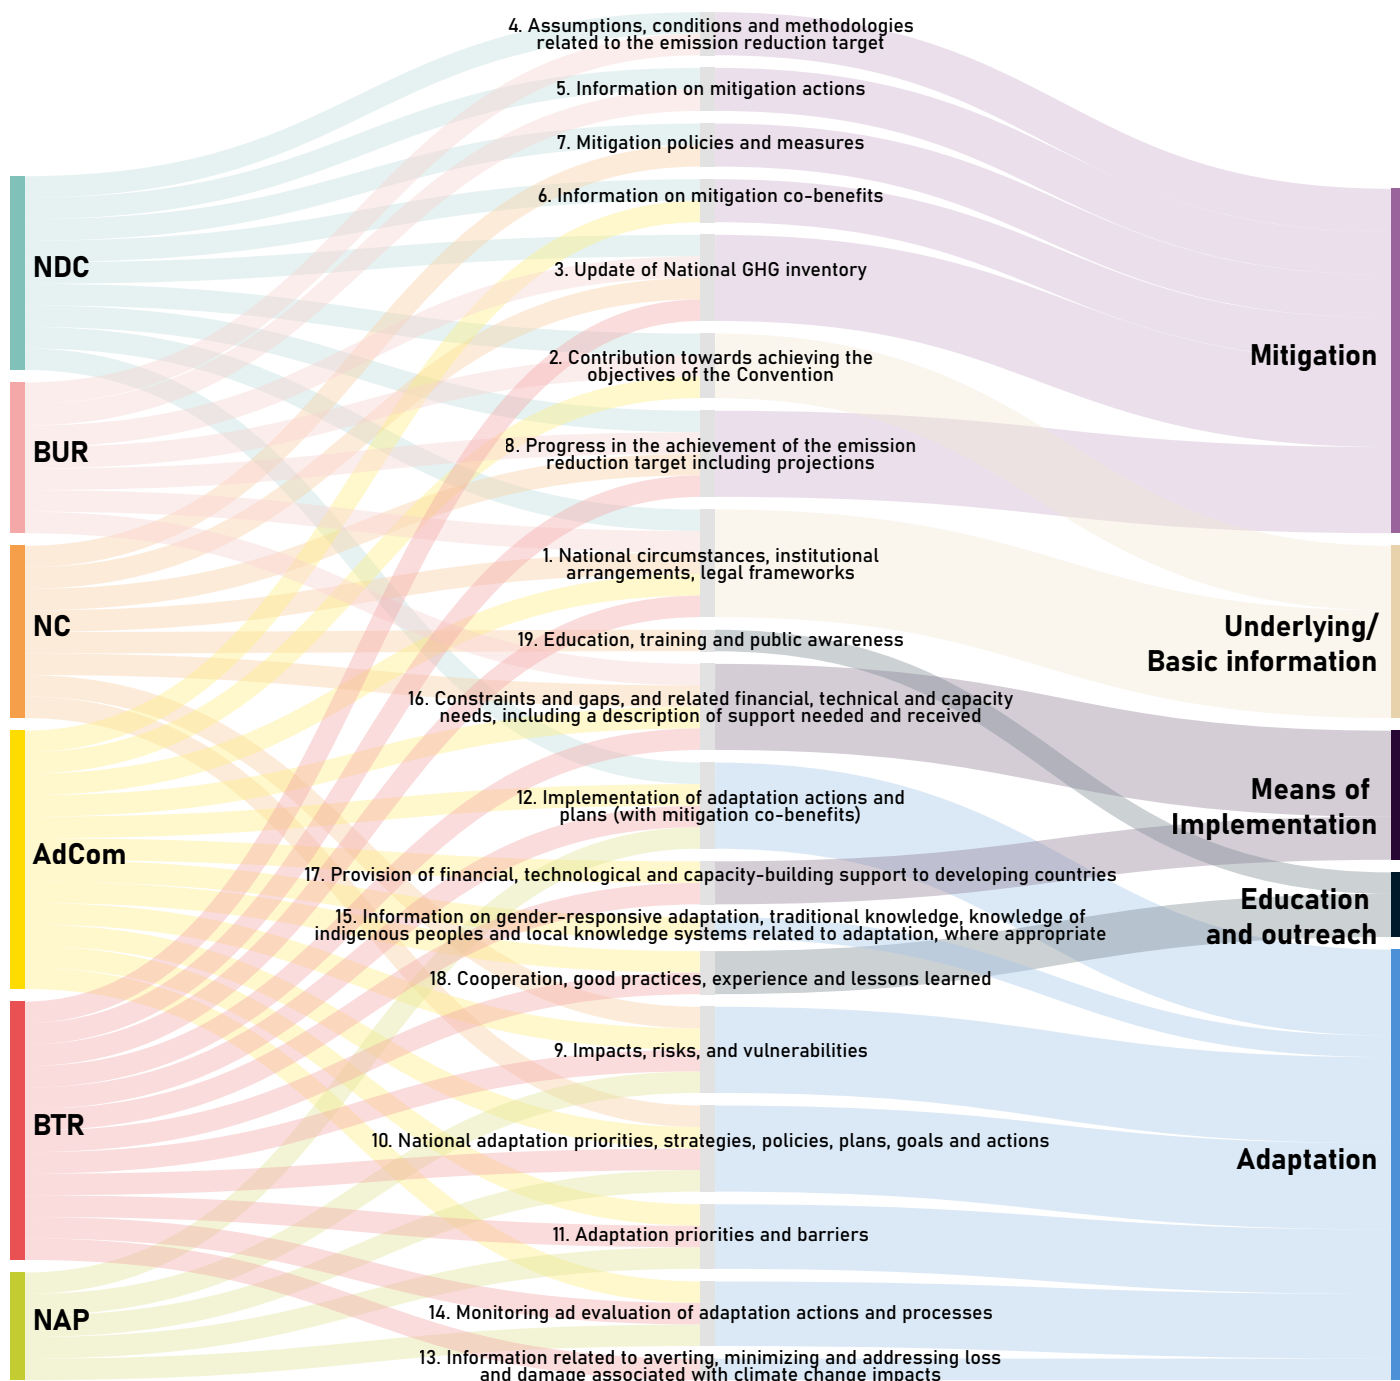 4. Assumptions, conditions and methodologies
related to the emission reduction target
5. Information on mitigation actions
7. Mitigation policies and measures
6. Information on mitigation co-benefits
NDC
3. Update of National GHG inventory
2. Contribution towards achieving the
objectives of the Convention
Mitigation
BUR
8. Progress in the achievement of the emission
reduction target including projections
1. National circumstances, institutional
arrangements, legal frameworks
NC
19. Education, training and public awareness
Underlying/
Basic information
16. Constraints and gaps, and related financial, technical and capacity
needs, including a description of support needed and received
12. Implementation of adaptation actions and
plans (with mitigation co-benefits)
Means of
Implementation
AdCom
17. Provision of financial, technological and capacity-building support to developing countries
15. Information on gender-responsive adaptation, traditional knowledge, knowledge of
indigenous peoples and local knowledge systems related to adaptation, where appropriate
Education
and outreach
18. Cooperation, good practices, experience and lessons learned
9. Impacts, risks, and vulnerabilities
BTR
10. National adaptation priorities, strategies, policies, plans, goals and actions
Adaptation
11. Adaptation priorities and barriers
14. Monitoring ad evaluation of adaptation actions and processes
NAP
13. Information related to averting, minimizing and addressing loss
and damage associated with climate change impacts